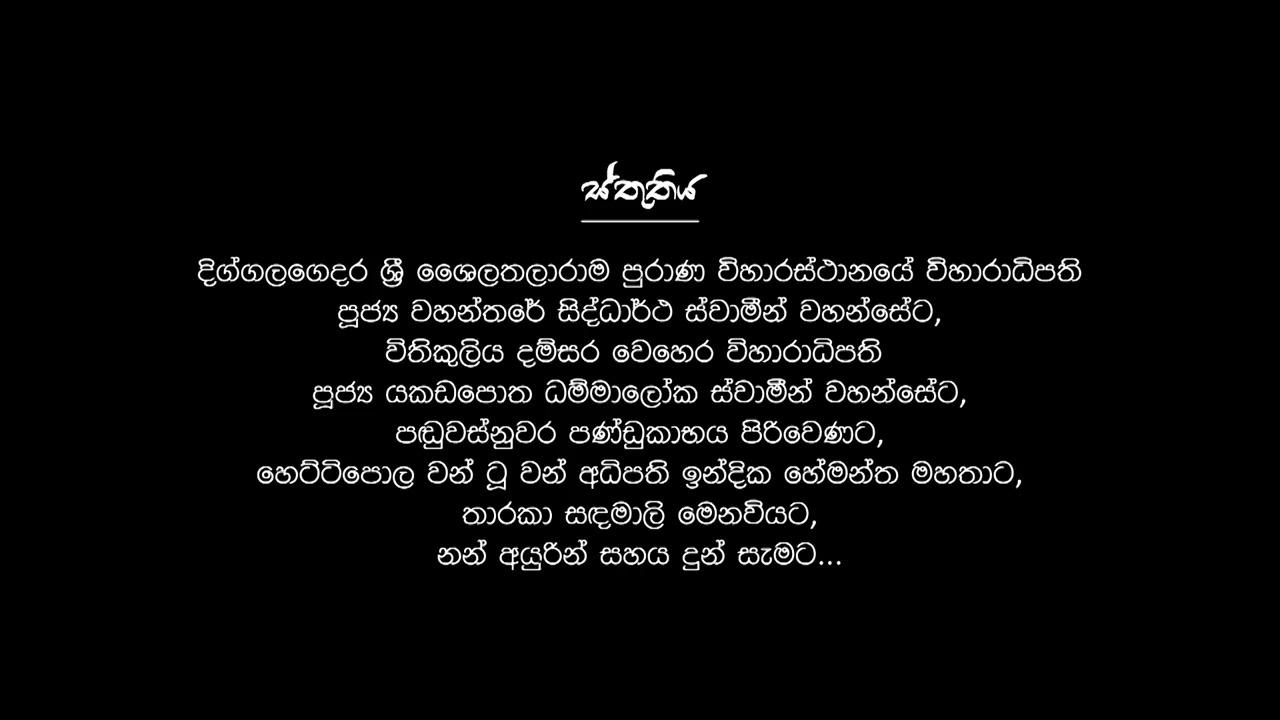 ස්තූතිය
දිග්ගලගෙදර ශ්‍රී ශෛලතලාරාම පුරාණ විහාරස්ථානයේ විහාරාධිපති
පූජ්‍ය වහන්තරේ සිද්ධාර්ථ ස්වාමීන් වහන්සේට,
විතිකුලිය දම්සර වෙහෙර විහාරාධිපති
පූජ්‍ය යකඩපොත ධම්මාලෝක ස්වාමීන් වහන්සේට,
පඬුවස්නුවර පණ්ඩුකාභය පිරිවෙණට,
හෙට්ටිපොල වන් ටූ වන් අධිපති ඉන්දික හේමන්ත මහතාට,
තාරකා සඳමාලි මෙනවියට,
නන් අයුරින් සහය දුන් සැමට...